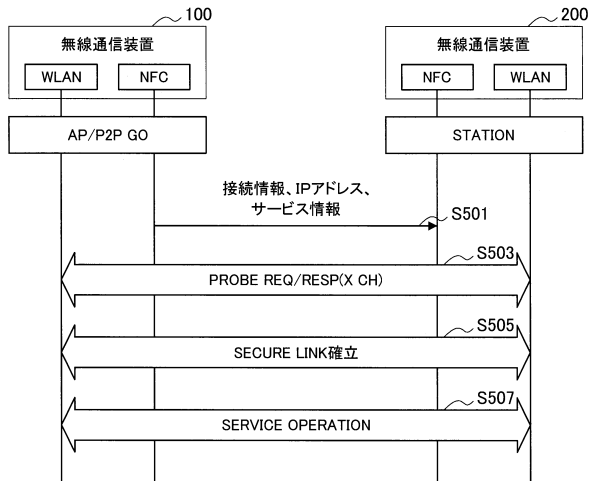 100
200
無線通信装置
無線通信装置
WLAN
NFC
NFC
WLAN
AP/P2P GO
STATION
接続情報、IPアドレス、
サービス情報
S501
S503
PROBE REQ/RESP(X CH)
S505
SECURE LINK確立
S507
SERVICE OPERATION